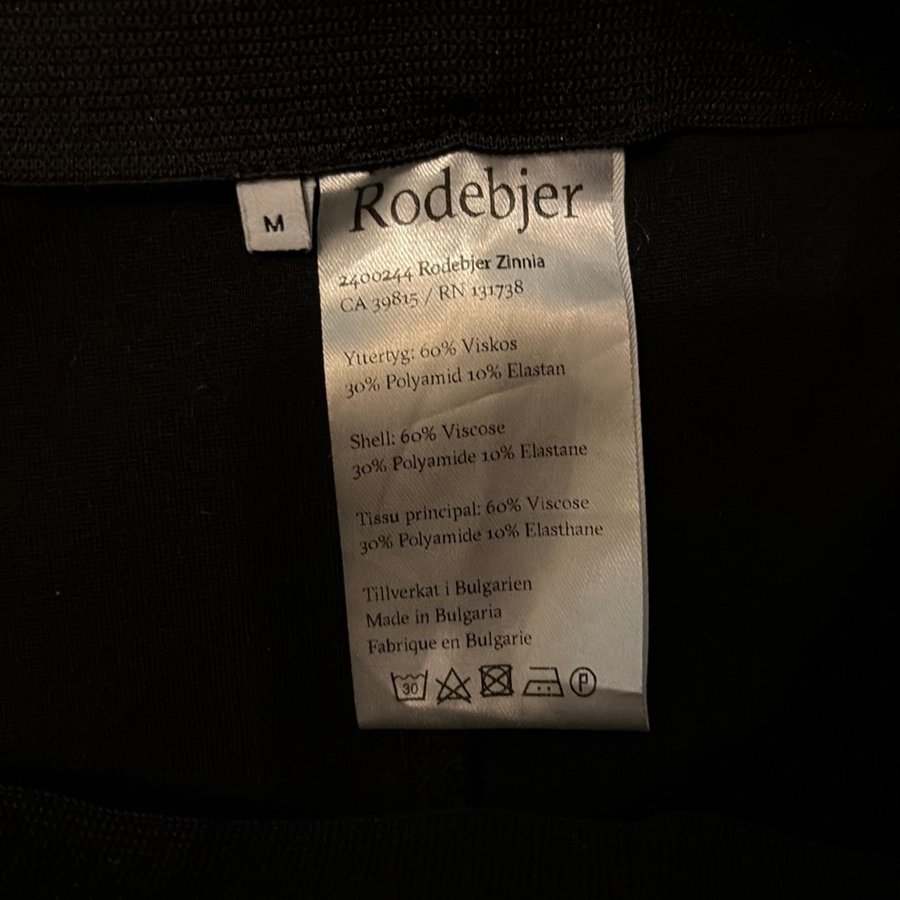 M
Rodebjer
2400244 Rodebjer Zinnia
CA 39815 / RN 131738
Yttertyg: 60% Viskos
30% Polyamid 10% Elastan
Shell: 60% Viscose
30% Polyamide 10% Elastane
Tissu principal: 60% Viscose
30% Polyamide 10% Elasthane
Tillverkat i Bulgarien
Made in Bulgaria
Fabrique en Bulgarie
30 P